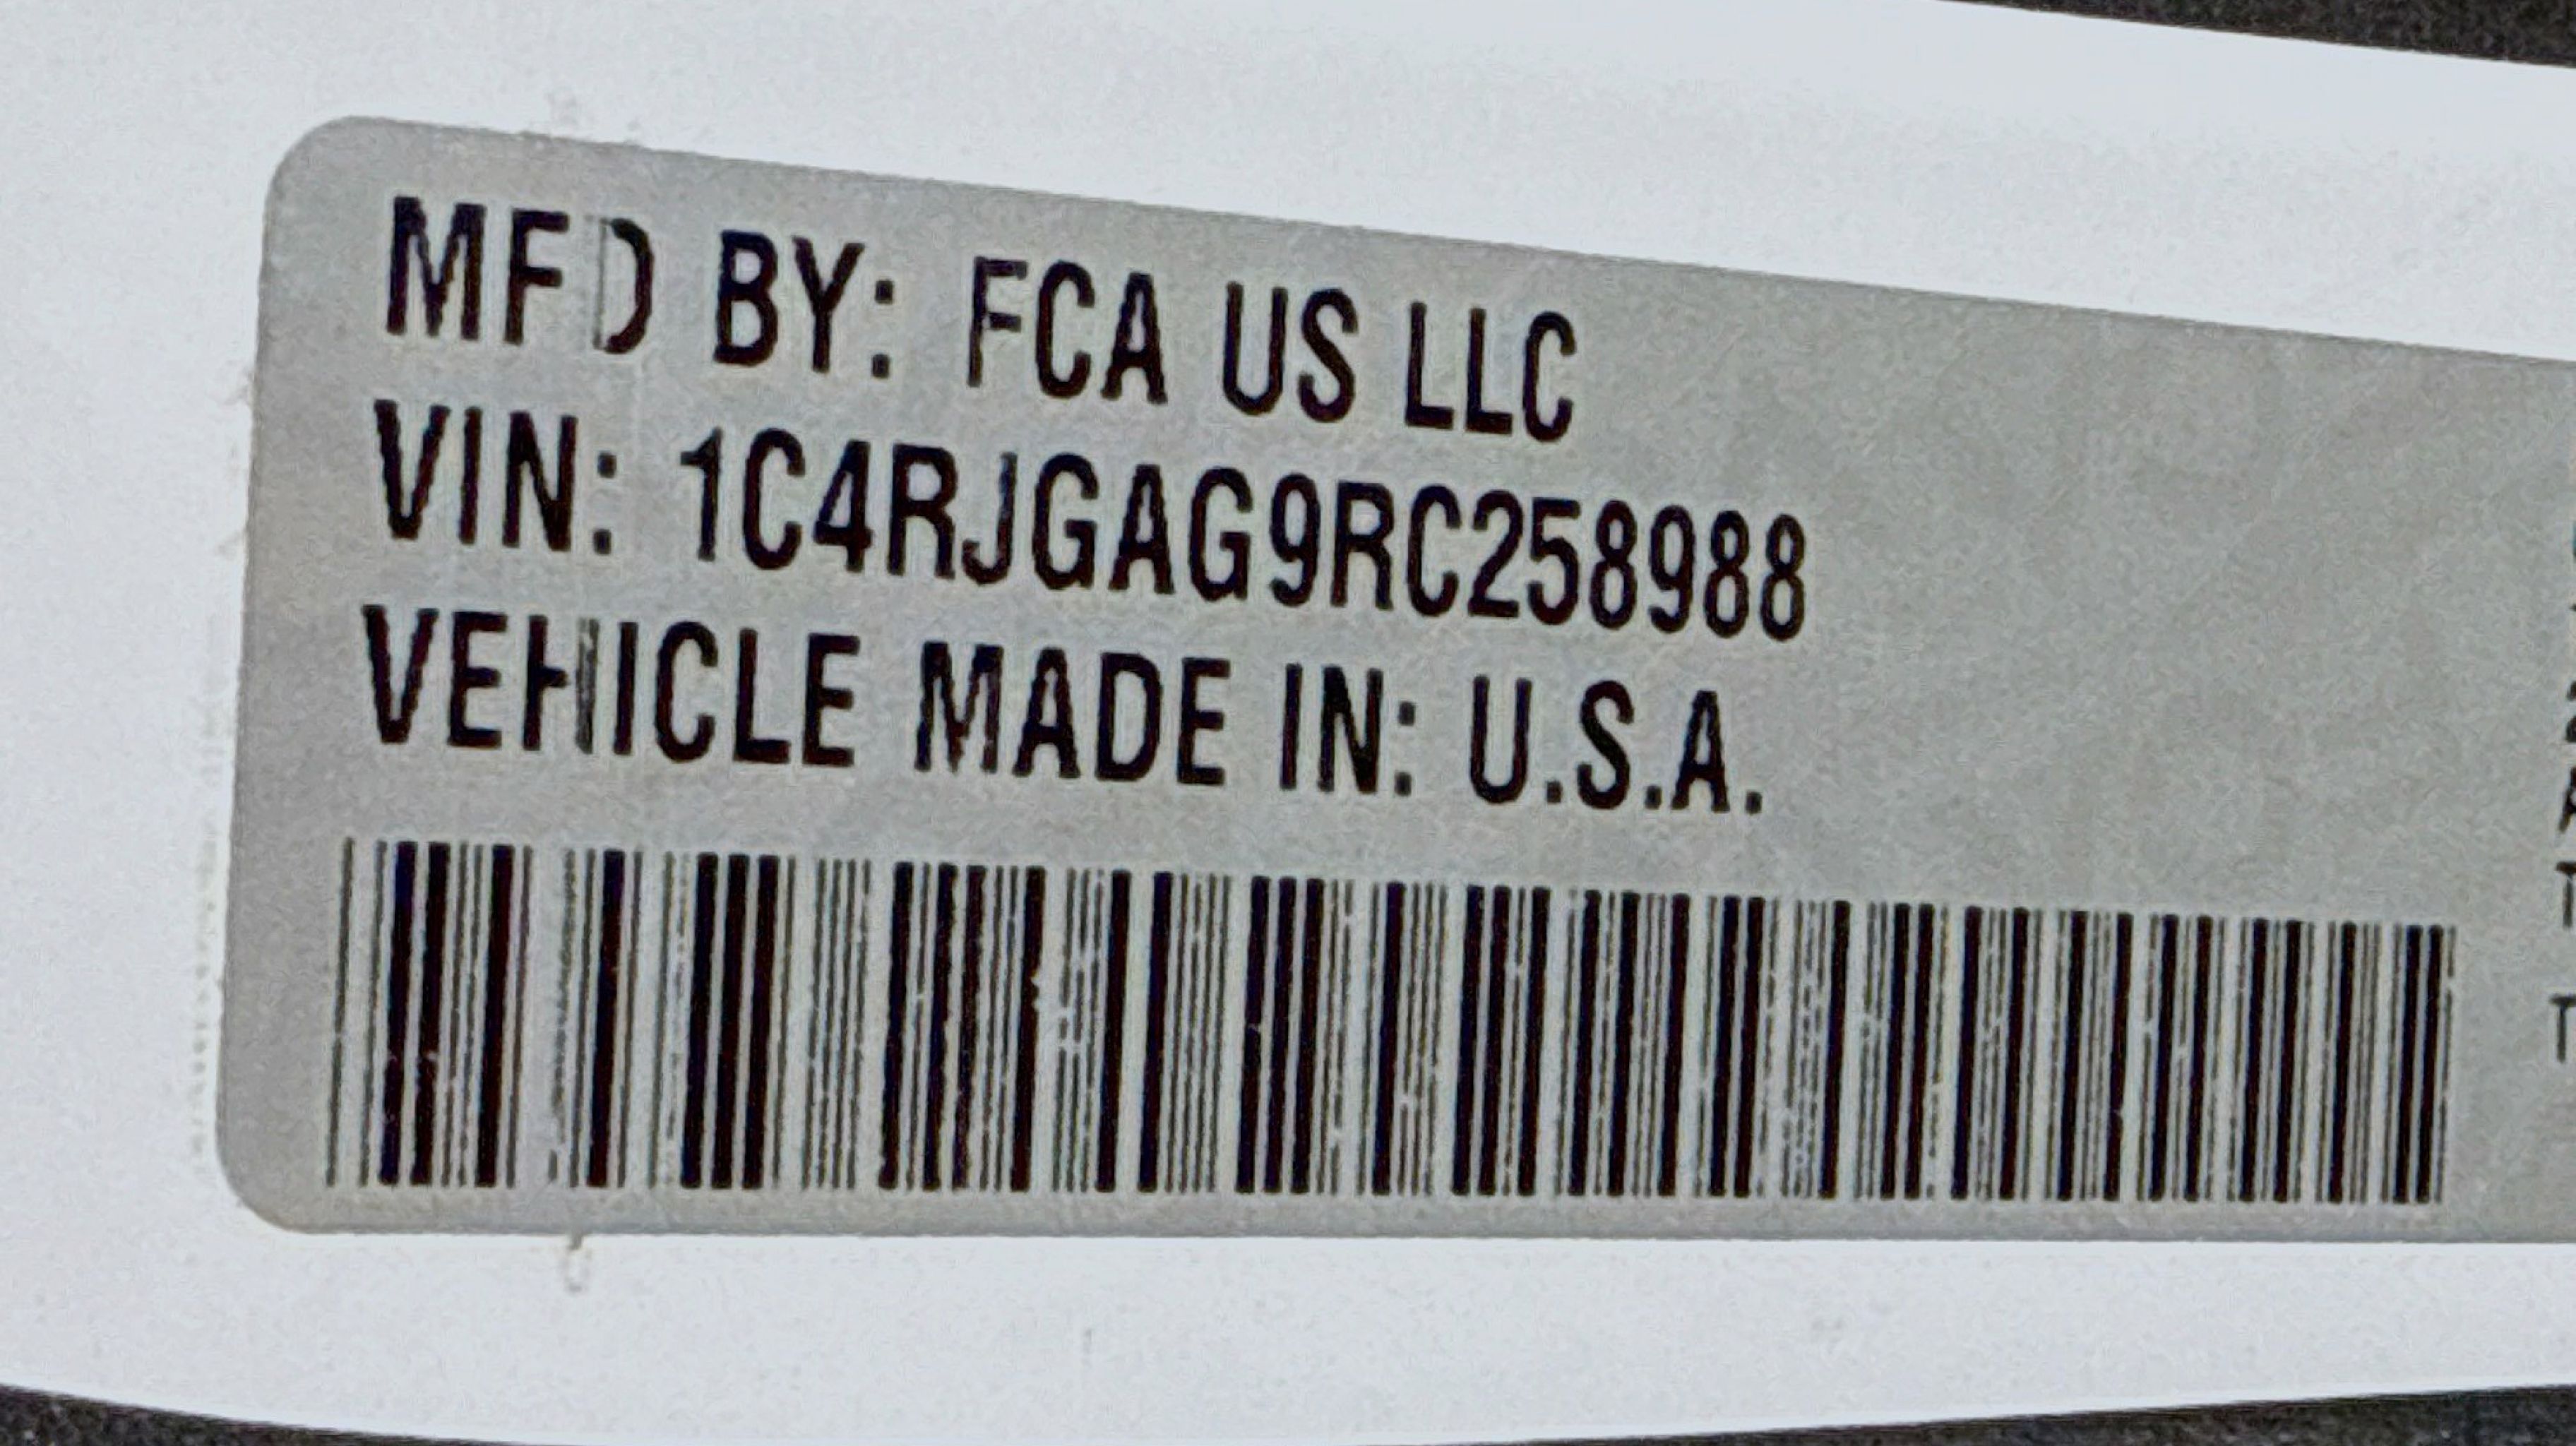 MFD BY: FCA US LLC
VIN: 1C4RJGAG9RC258988
VEHICLE MADE IN: U.S.A.